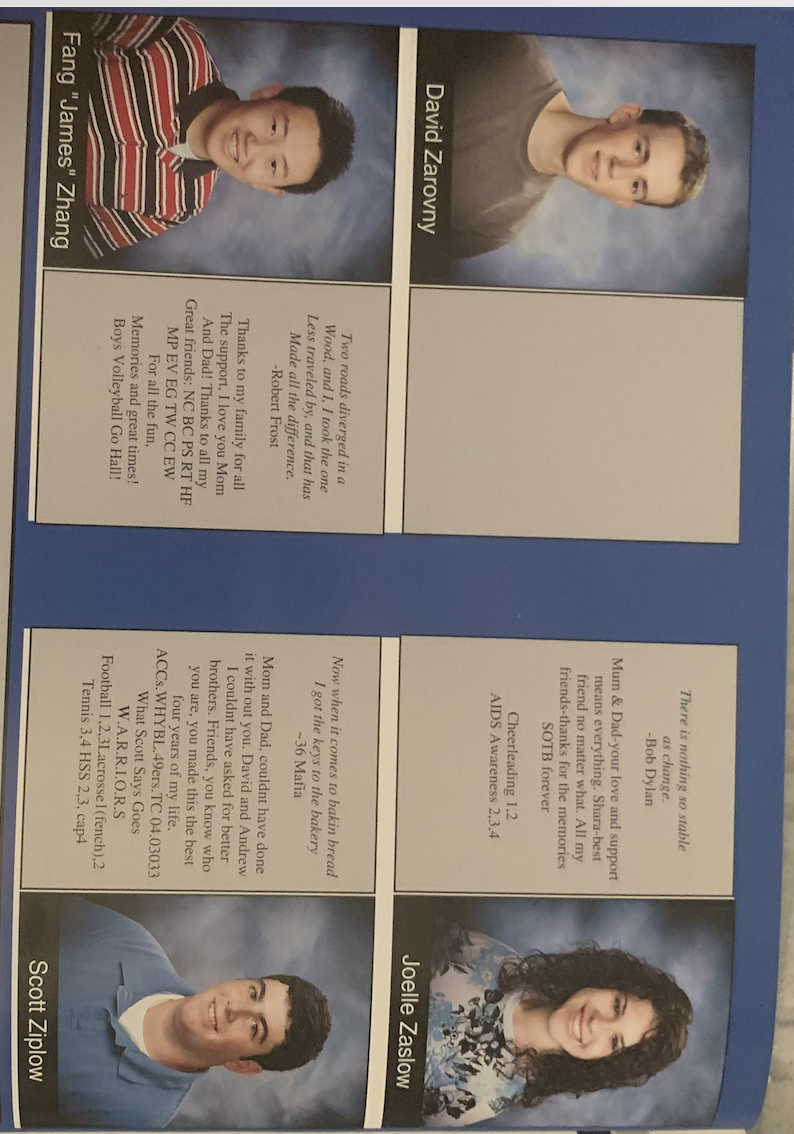 David Zarovny
There is nothing so stable
as change.
-Bob Dylan
Mum & Dad-your love and support
means everything. Shara-best
friend no matter what. All my
friends-thanks for the memories
SOTB forever
Cheerleading 1,2
AIDS Awareness 2,3,4
Joelle Zaslow
Fang "James" Zhang
Two roads diverged in a
Wood, and I, I took the one
Less traveled by, and that has
Made all the difference.
-Robert Frost
Thanks to my family for all
The support, I love you Mom
And Dad! Thanks to all my
Great friends: NC BC PS RT HF
MP EV EG TW CC EW
For all the fun,
Memories and great times!
Boys Volleyball Go Hall!
Now when it comes to bakin bread
I got the keys to the bakery
~36 Mafia
Mom and Dad, couldnt have done
it with out you. David and Andrew
I couldnt have asked for better
brothers. Friends, you know who
you are, you made this the best
four years of my life.
ACCs.WHYBL.49ers.TC 04.03033
What Scott Says Goes
W.A.R.R.I.O.R.S
Football 1,2,3Lacrosse1(fench),2
Tennis 3,4 HSS 2,3, cap4
Scott Ziplow